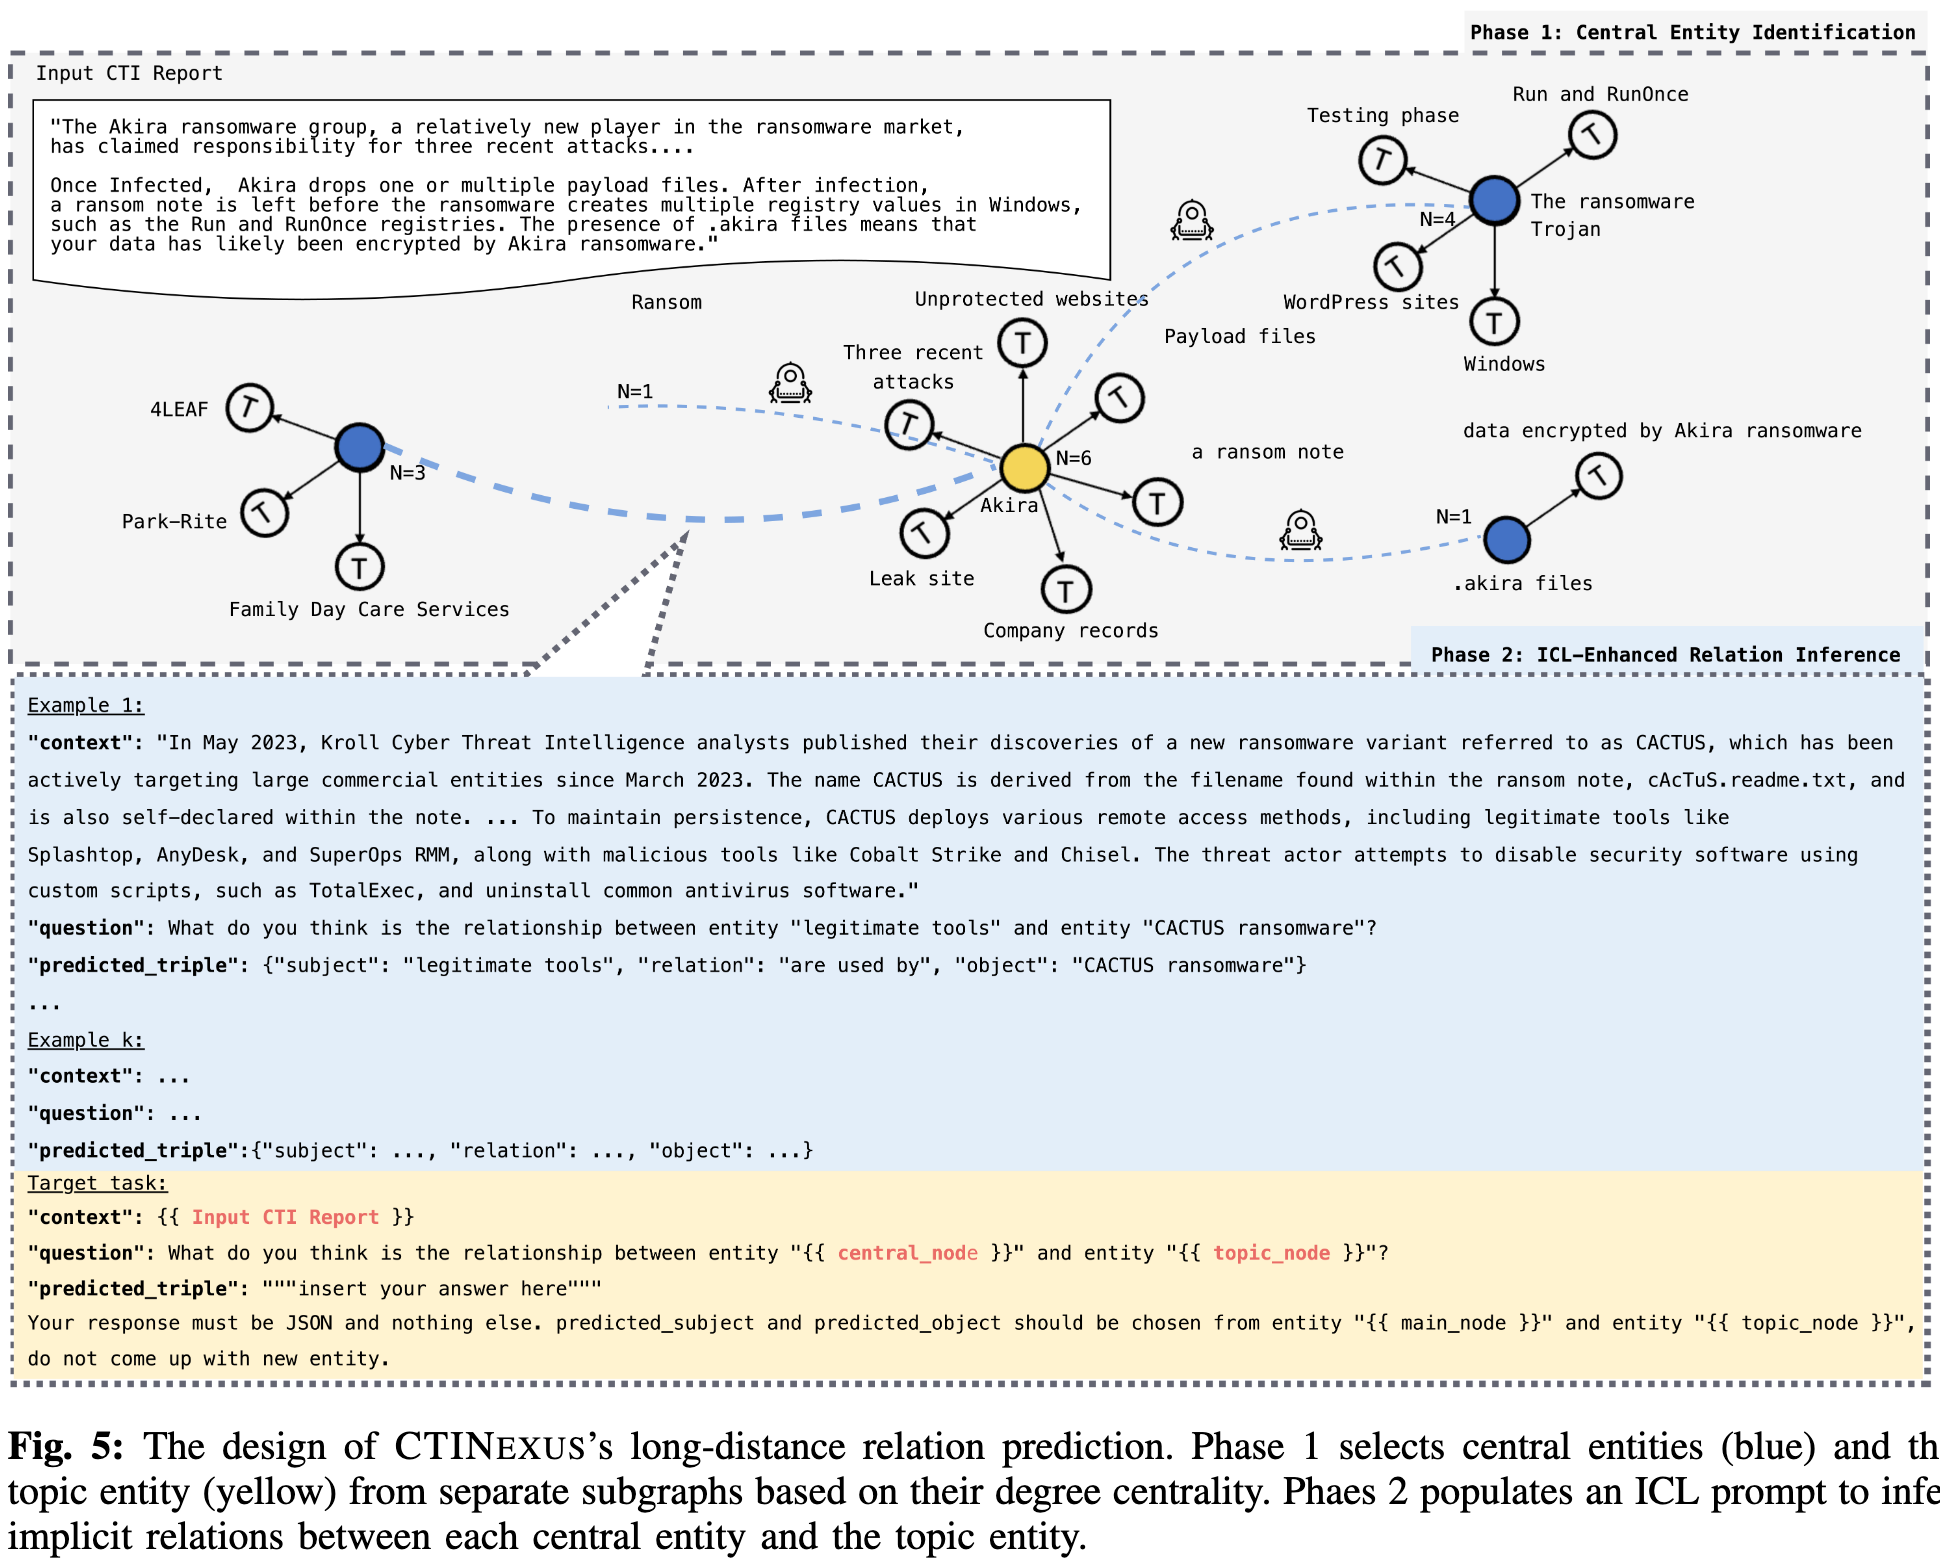 Phase 1: Central Entity Identification
Input CTI Report
"The Akira ransomware group, a relatively new player in the ransomware market,
has claimed responsibility for three recent attacks....
Once Infected,  Akira drops one or multiple payload files. After infection,
a ransom note is left before the ransomware creates multiple registry values in Windows,
such as the Run and RunOnce registries. The presence of .akira files means that
your data has likely been encrypted by Akira ransomware."
Testing phase
Run and RunOnce
T
T
The ransomware
Trojan
N=4
T
WordPress sites
T
Windows
Ransom
N=1
Unprotected websites
T
Three recent
attacks
T
Payload files
T
N=6
Akira
a ransom note
T
T
Leak site
T
Company records
4LEAF
T
N=3
Park-Rite
T
T
Family Day Care Services
data encrypted by Akira ransomware
T
N=1
.akira files
Phase 2: ICL-Enhanced Relation Inference
Example 1:
"context": "In May 2023, Kroll Cyber Threat Intelligence analysts published their discoveries of a new ransomware variant referred to as CACTUS, which has been
actively targeting large commercial entities since March 2023. The name CACTUS is derived from the filename found within the ransom note, cAcTuS.readme.txt, and
is also self-declared within the note. ... To maintain persistence, CACTUS deploys various remote access methods, including legitimate tools like
Splashtop, AnyDesk, and SuperOps RMM, along with malicious tools like Cobalt Strike and Chisel. The threat actor attempts to disable security software using
custom scripts, such as TotalExec, and uninstall common antivirus software."
"question": What do you think is the relationship between entity "legitimate tools" and entity "CACTUS ransomware"?
"predicted_triple": {"subject": "legitimate tools", "relation": "are used by", "object": "CACTUS ransomware"}
...
Example k:
"context": ...
"question": ...
"predicted_triple":{"subject": ..., "relation": ..., "object": ...}
Target task:
"context": {{ Input CTI Report }}
"question": What do you think is the relationship between entity "{{ central_node }}" and entity "{{ topic_node }}"?
"predicted_triple": """insert your answer here"""
Your response must be JSON and nothing else. predicted_subject and predicted_object should be chosen from entity "{{ main_node }}" and entity "{{ topic_node }}",
do not come up with new entity.
Fig. 5: The design of CTINEXUS's long-distance relation prediction. Phase 1 selects central entities (blue) and th
topic entity (yellow) from separate subgraphs based on their degree centrality. Phaes 2 populates an ICL prompt to infe
implicit relations between each central entity and the topic entity.